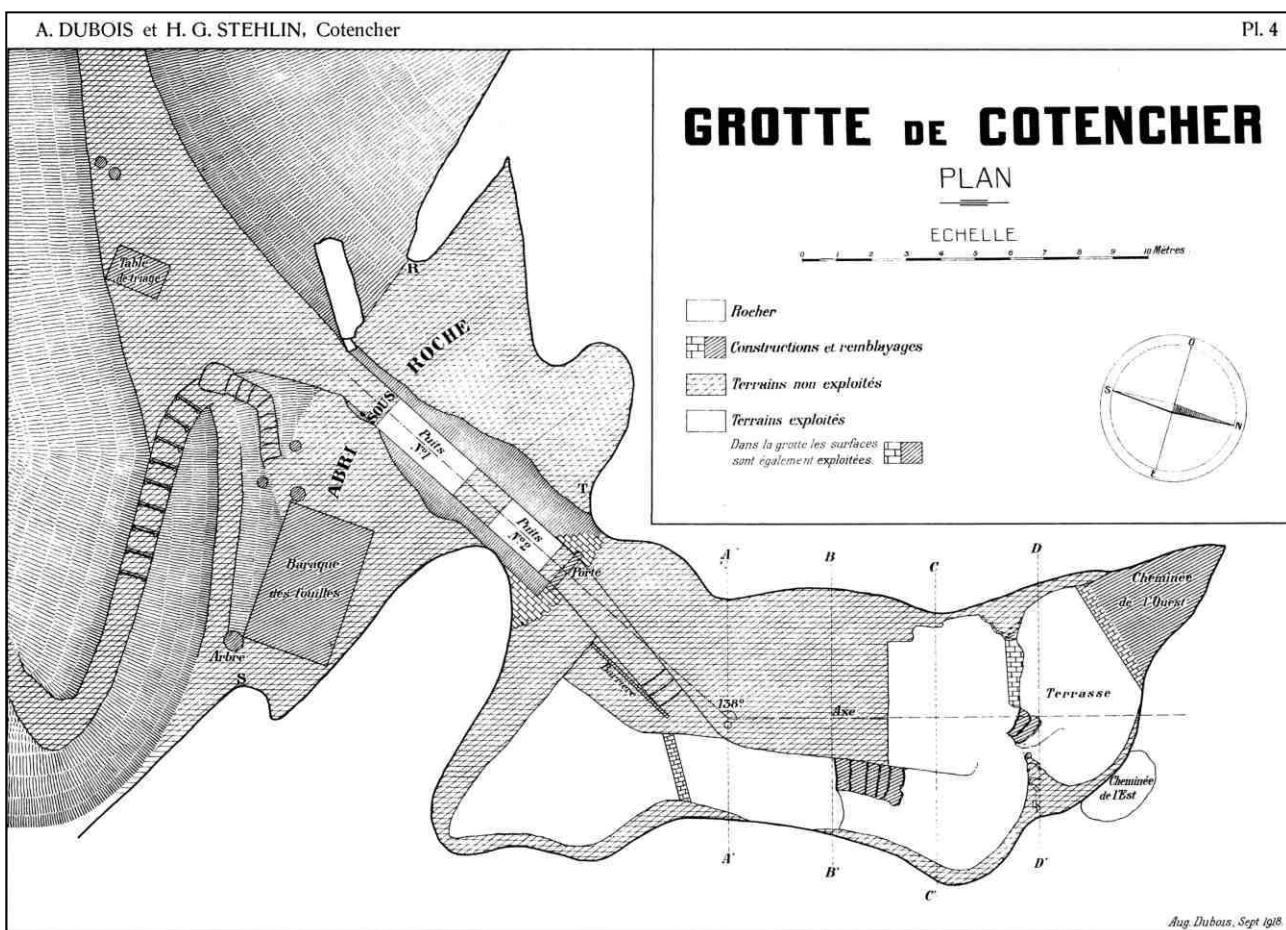 A. DUBOIS et H. G. STEHLIN, Cotencher
Pl. 4
GROTTE DE COTENCHER
PLAN
ECHELLE
0 1 2 3 4 5 6 7 8 9 10 Mètres
Rocher
Constructions et remblayages
Terrains non exploités
Terrains exploités
Dans la grotte les surfaces
sont également exploitées.
O
S
N
E
Table
de triage
R
ABRI SOUS ROCHE
Puits
N°1
Puits
N°2
T
Porte
Baraque
des fouilles
Arbre
S
Barrière
138°
Axe
A
B
C
D
Cheminée
de l'Ouest
Terrasse
Cheminée
de l'Est
A'
B'
C'
D'
Aug. Dubois, Sept 1918.